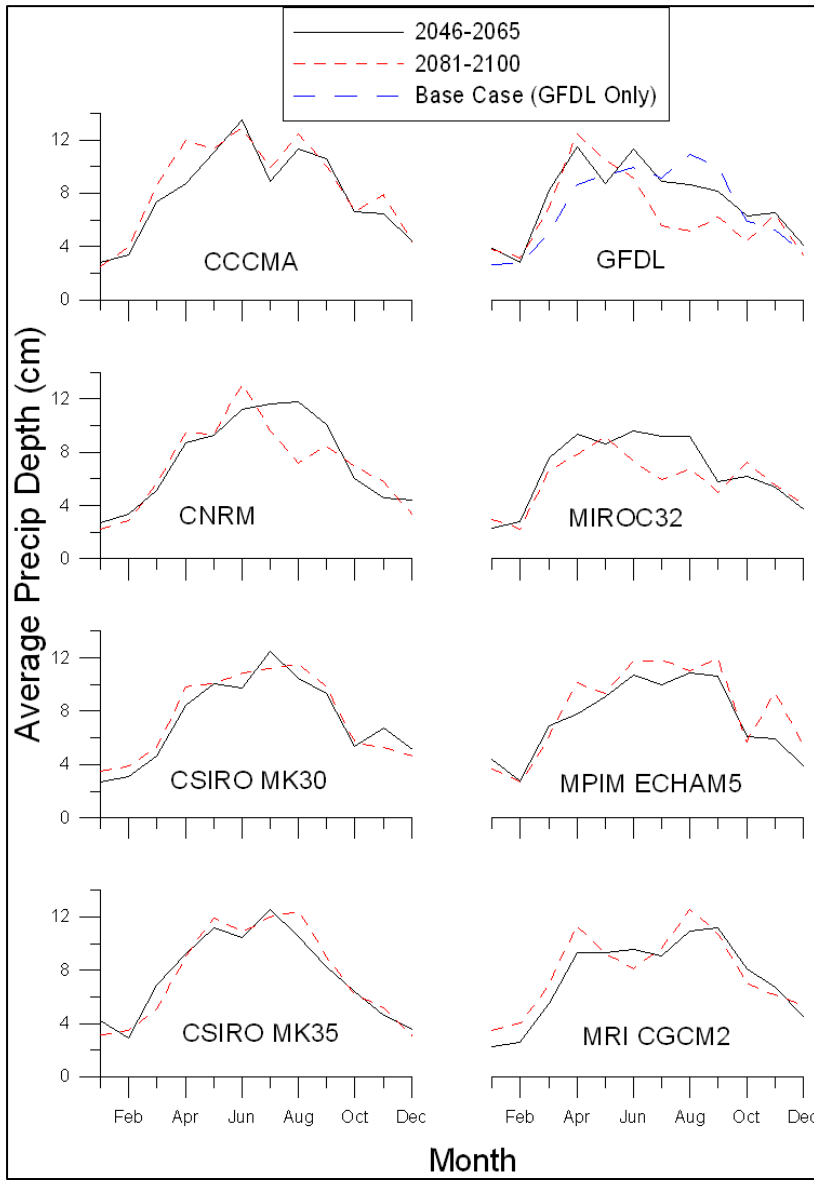 2046-2065
2081-2100
Base Case (GFDL Only)
Average Precip Depth (cm)
12
8
4
0
CCCMA
GFDL
12
8
4
0
CNRM
MIROC32
12
8
4
0
CSIRO MK30
MPIM ECHAM5
12
8
4
0
CSIRO MK35
MRI CGCM2
Feb Apr Jun Aug Oct Dec
Feb Apr Jun Aug Oct Dec
Month